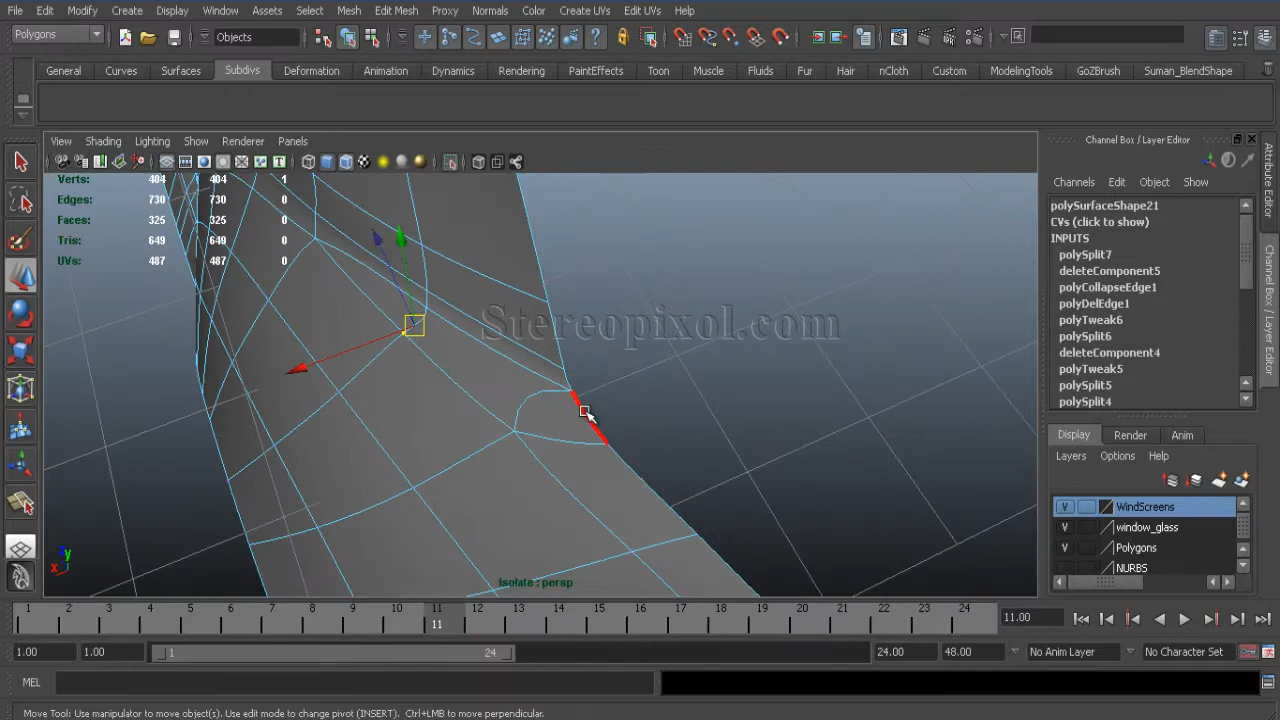 File Edit Modify Create Display Window Assets Select Mesh Edit Mesh Proxy Normals Color Create UVs Edit UVs Help
Polygons Objects
General Curves Surfaces Subdivs Deformation Animation Dynamics Rendering PaintEffects Toon Muscle Fluids Fur Hair nCloth Custom ModelingTools GoZBrush Suman_BlendShape
View Shading Lighting Show Renderer Panels
Verts: 404 404 1
Edges: 730 730 0
Faces: 325 325 0
Tris: 649 649 0
UVs: 487 487 0
Stereopixol.com
y
x
Isolate : persp
Channel Box / Layer Editor
Channels Edit Object Show
polySurfaceShape21
CVs (click to show)
INPUTS
polySplit7
deleteComponent5
polyCollapseEdge1
polyDelEdge1
polyTweak6
polySplit6
deleteComponent4
polyTweak5
polySplit5
polySplit4
Display Render Anim
Layers Options Help
V WindScreens
V window_glass
V Polygons
NURBS
Attribute Editor
Channel Box / Layer Editor
1 2 3 4 5 6 7 8 9 10 11 12 13 14 15 16 17 18 19 20 21 22 23 24
11
11.00
1.00 1.00 1 24 24.00 48.00 No Anim Layer No Character Set
MEL
Move Tool: Use manipulator to move object(s). Use edit mode to change pivot (INSERT). Ctrl+LMB to move perpendicular.